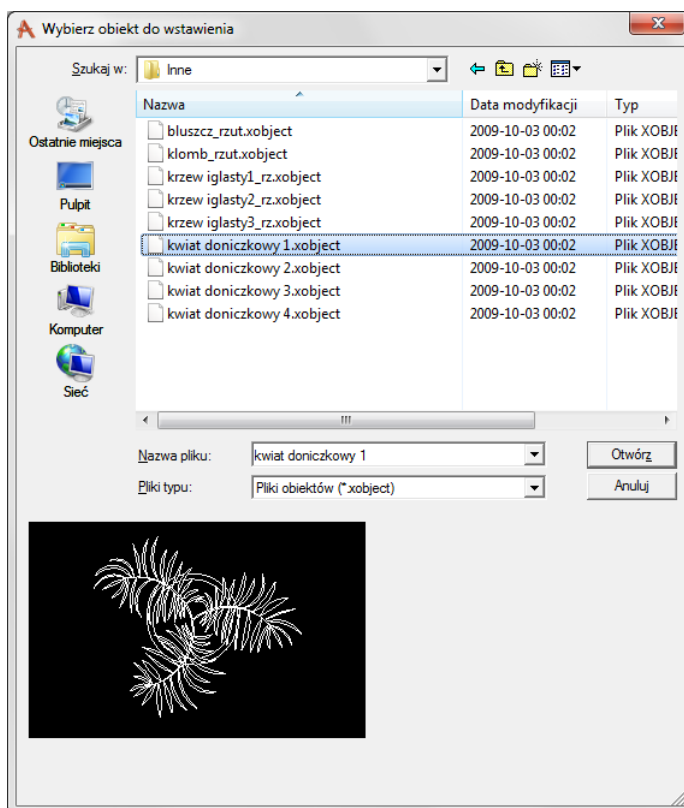 Wybierz obiekt do wstawienia
Szukaj w: Inne
Nazwa Data modyfikacji Typ
bluszcz_rzut.xobject 2009-10-03 00:02 Plik XOBJE
klomb_rzut.xobject 2009-10-03 00:02 Plik XOBJE
krzew iglasty1_rz.xobject 2009-10-03 00:02 Plik XOBJE
krzew iglasty2_rz.xobject 2009-10-03 00:02 Plik XOBJE
krzew iglasty3_rz.xobject 2009-10-03 00:02 Plik XOBJE
kwiat doniczkowy 1.xobject 2009-10-03 00:02 Plik XOBJE
kwiat doniczkowy 2.xobject 2009-10-03 00:02 Plik XOBJE
kwiat doniczkowy 3.xobject 2009-10-03 00:02 Plik XOBJE
kwiat doniczkowy 4.xobject 2009-10-03 00:02 Plik XOBJE
Ostatnie miejsca
Pulpit
Biblioteki
Komputer
Sieć
Nazwa pliku: kwiat doniczkowy 1 Otwórz
Pliki typu: Pliki obiektów (*.xobject) Anuluj